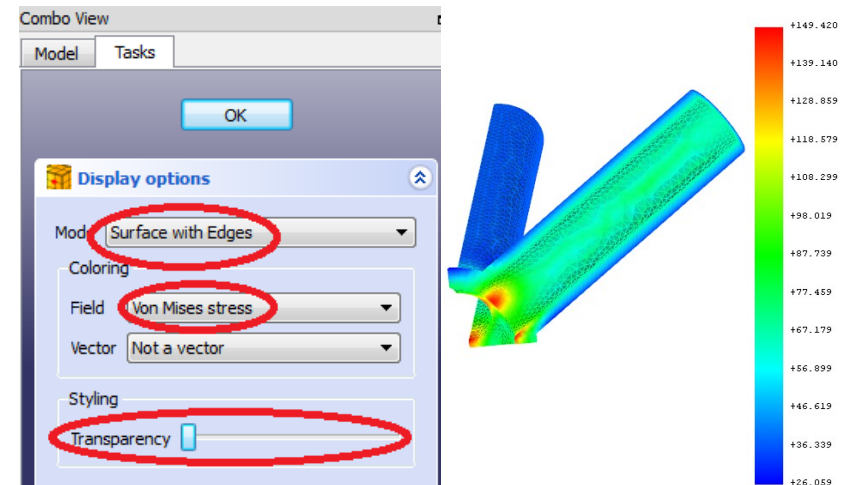 Combo View
Model
Tasks
OK
Display options
Mode Surface with Edges
Coloring
Field Von Mises stress
Vector Not a vector
Styling
Transparency
+149.420
+139.140
+128.859
+118.579
+108.299
+98.019
+87.739
+77.459
+67.179
+56.899
+46.619
+36.339
+26.059